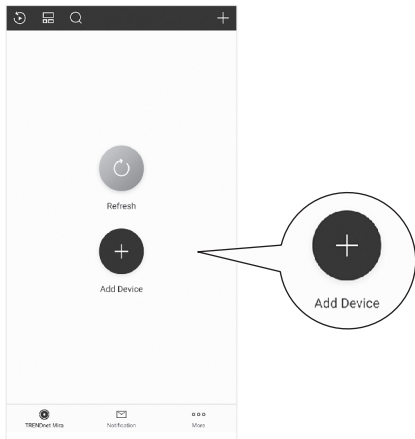 Refresh
Add Device
Add Device
TRENDnet Mira
Notification
More